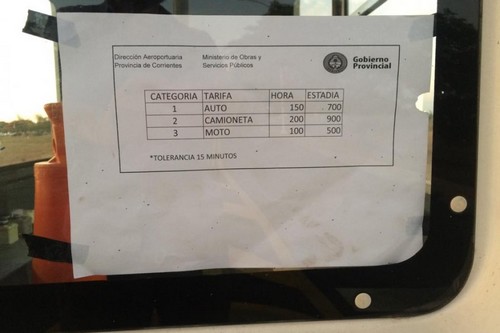 Dirección Aeroportuaria
Provincia de Corrientes
Ministerio de Obras y
Servicios Públicos
Gobierno
Provincial
CATEGORIA TARIFA HORA ESTADIA
1 AUTO 150 700
2 CAMIONETA 200 900
3 MOTO 100 500
*TOLERANCIA 15 MINUTOS